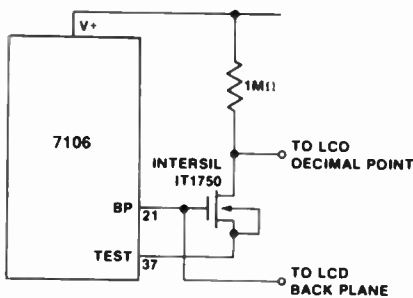 V+
1MΩ
7106
TO LCD
DECIMAL POINT
INTERSIL
IT1750
BP
21
TEST
37
TO LCD
BACK PLANE